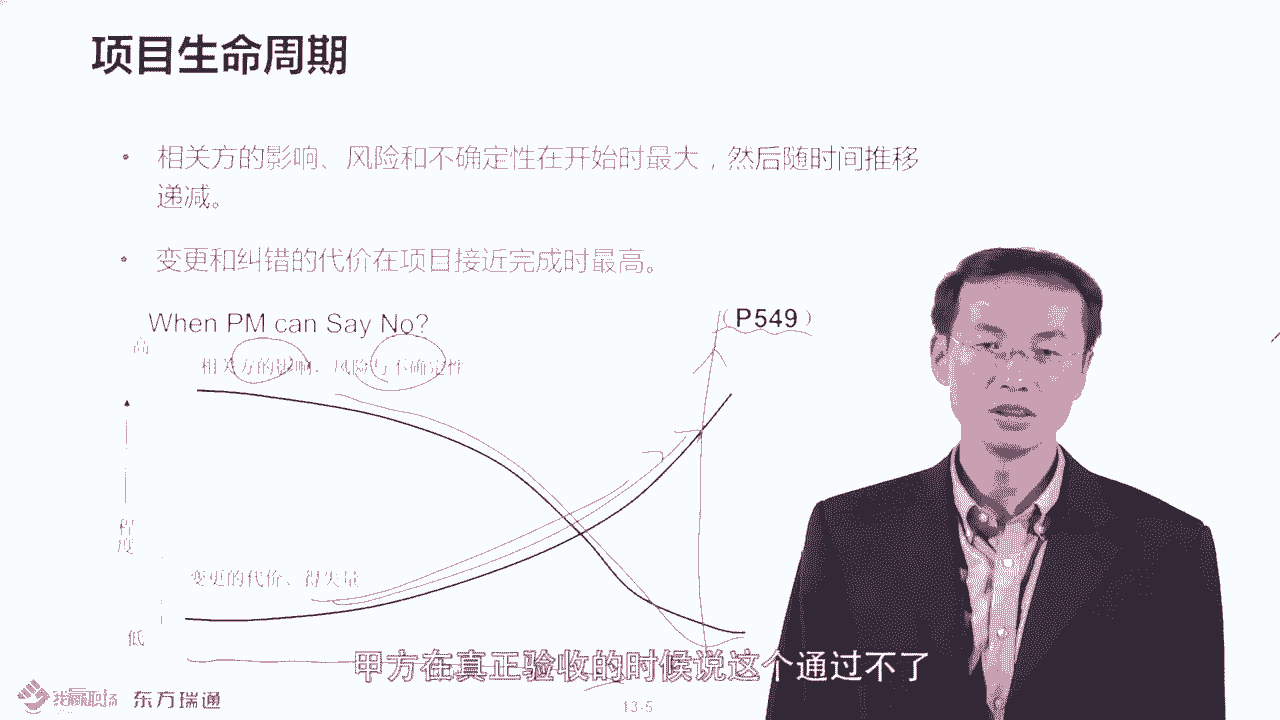 项目生命周期
• 相关方的影响、风险和不确定性在开始时最大，然后随时间推移
递减。
• 变更和纠错的代价在项目接近完成时最高。
When PM can Say No?
（P549）
高
相关方的影响、风险与不确定性
程度
变更的代价、得失量
低
甲方在真正验收的时候说这个通过不了
我赢职场 东方瑞通
13-5